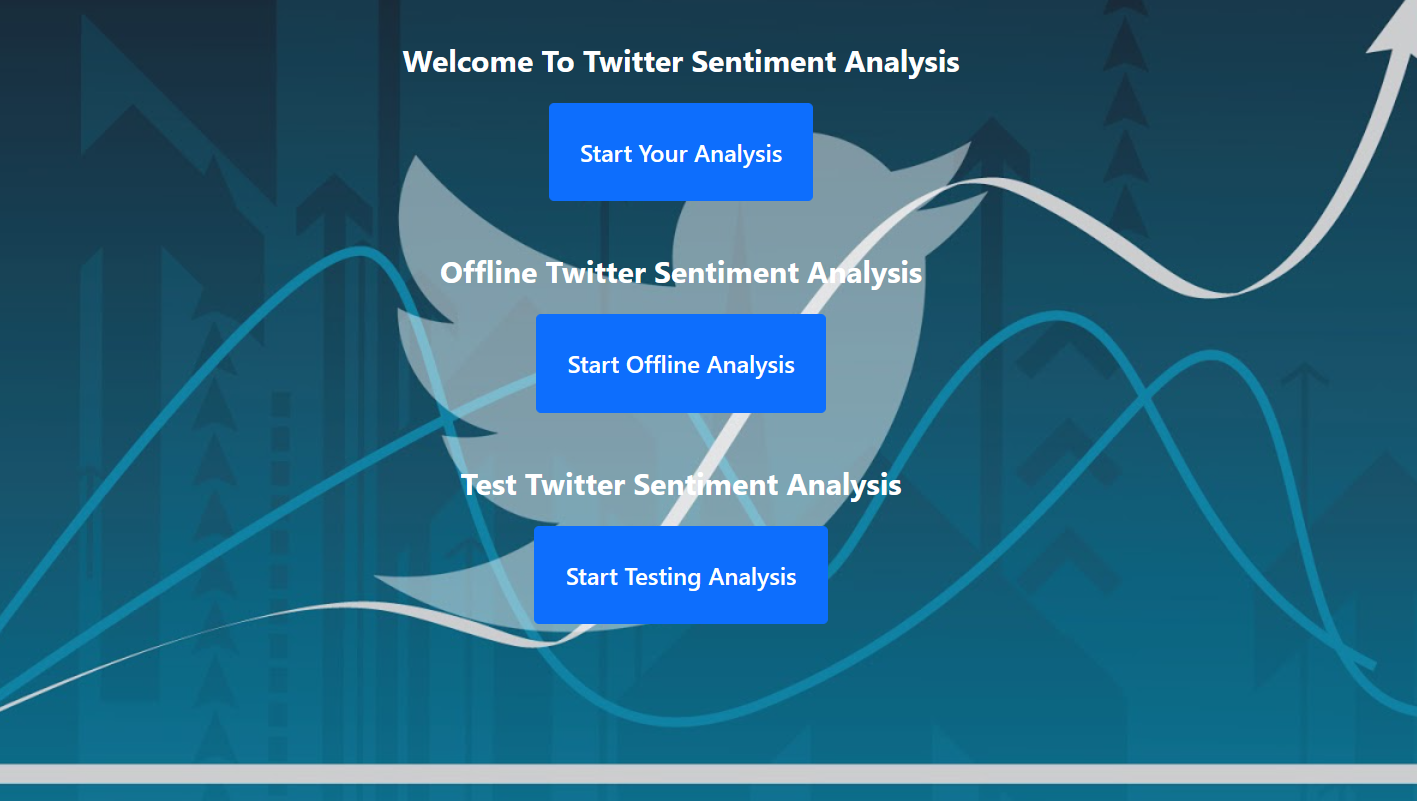 Welcome To Twitter Sentiment Analysis
Start Your Analysis
Offline Twitter Sentiment Analysis
Start Offline Analysis
Test Twitter Sentiment Analysis
Start Testing Analysis